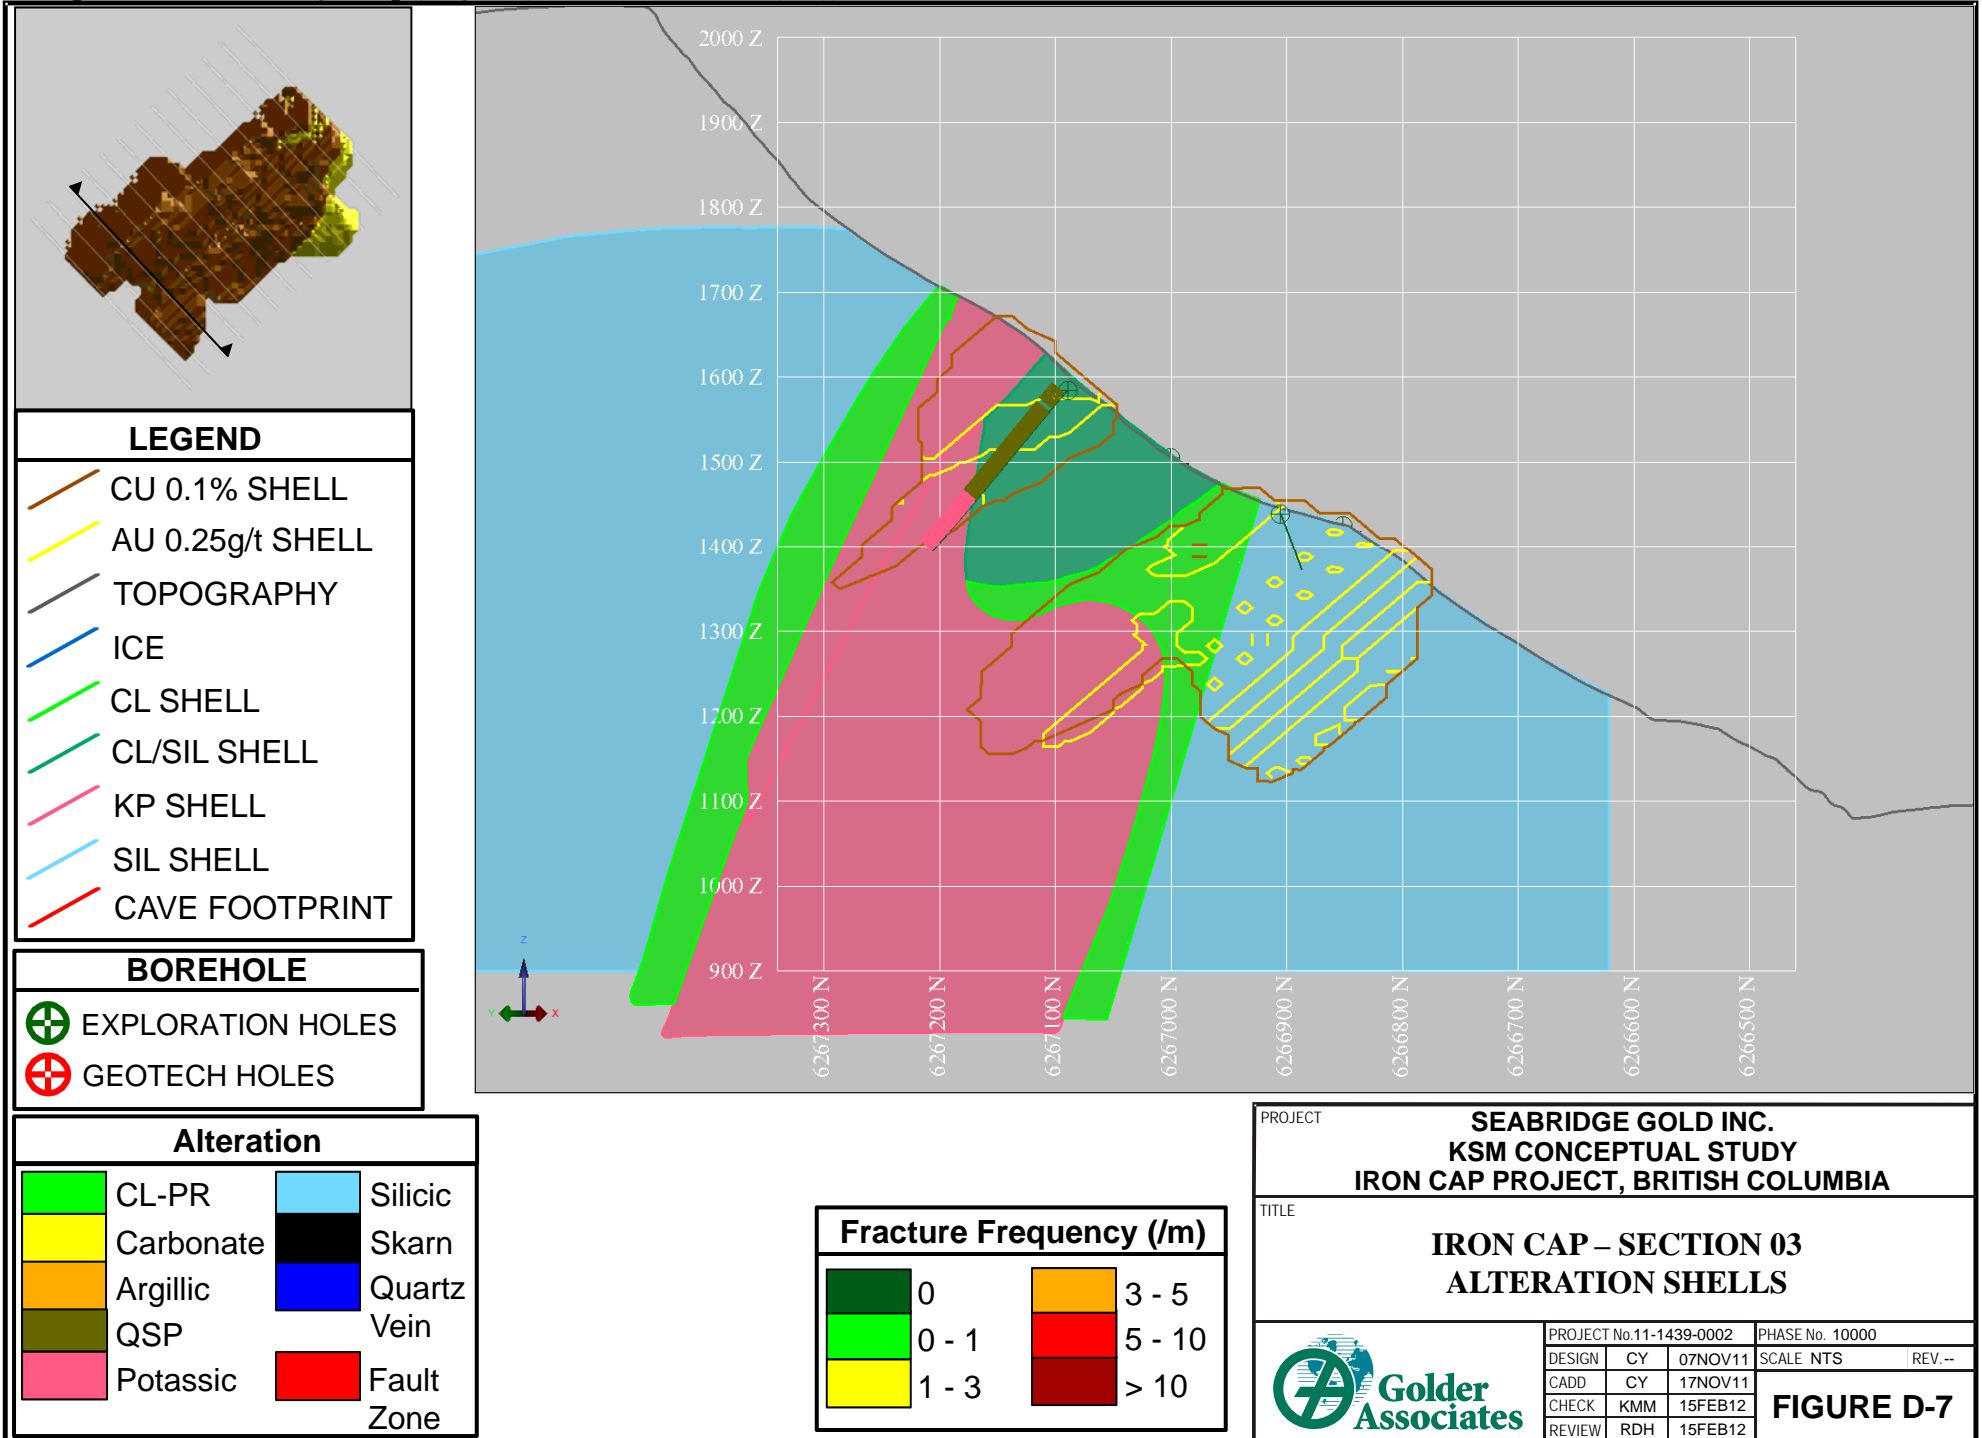 2000 Z
1900 Z
1800 Z
1700 Z
1600 Z
1500 Z
1400 Z
1300 Z
1200 Z
1100 Z
1000 Z
900 Z
6267300 N
6267200 N
6267100 N
6267000 N
6266900 N
6266800 N
6266700 N
6266600 N
6266500 N
Z
Y
X
LEGEND
CU 0.1% SHELL
AU 0.25g/t SHELL
TOPOGRAPHY
ICE
CL SHELL
CL/SIL SHELL
KP SHELL
SIL SHELL
CAVE FOOTPRINT
BOREHOLE
EXPLORATION HOLES
GEOTECH HOLES
Alteration
CL-PR
Carbonate
Argillic
QSP
Potassic
Silicic
Skarn
Quartz
Vein
Fault
Zone
Fracture Frequency (/m)
0
0 - 1
1 - 3
3 - 5
5 - 10
> 10
PROJECT
SEABRIDGE GOLD INC.
KSM CONCEPTUAL STUDY
IRON CAP PROJECT, BRITISH COLUMBIA
TITLE
IRON CAP – SECTION 03
ALTERATION SHELLS
Golder
Associates
PROJECT No.11-1439-0002 PHASE No. 10000
DESIGN CY 07NOV11 SCALE NTS REV.--
CADD CY 17NOV11
CHECK KMM 15FEB12
REVIEW RDH 15FEB12
FIGURE D-7